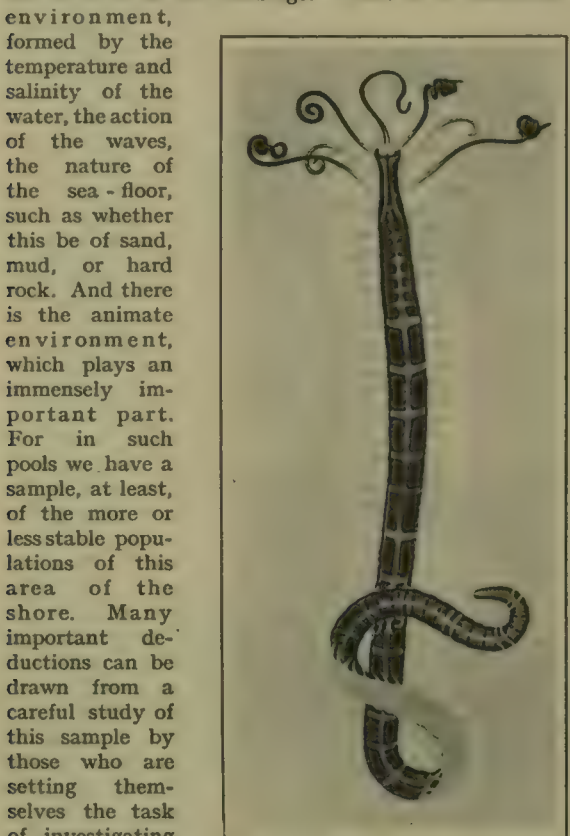 environment,
formed by the
temperature and
salinity of the
water, the action
of the waves,
the nature of
the sea - floor,
such as whether
this be of sand,
mud, or hard
rock. And there
is the animate
environment,
which plays an
immensely im-
portant part.
For in such
pools we have a
sample, at least,
of the more or
less stable popu-
lations of this
area of the
shore. Many
important de-
ductions can be
drawn from a
careful study of
this sample by
those who are
setting them-
selves the task
of investigating